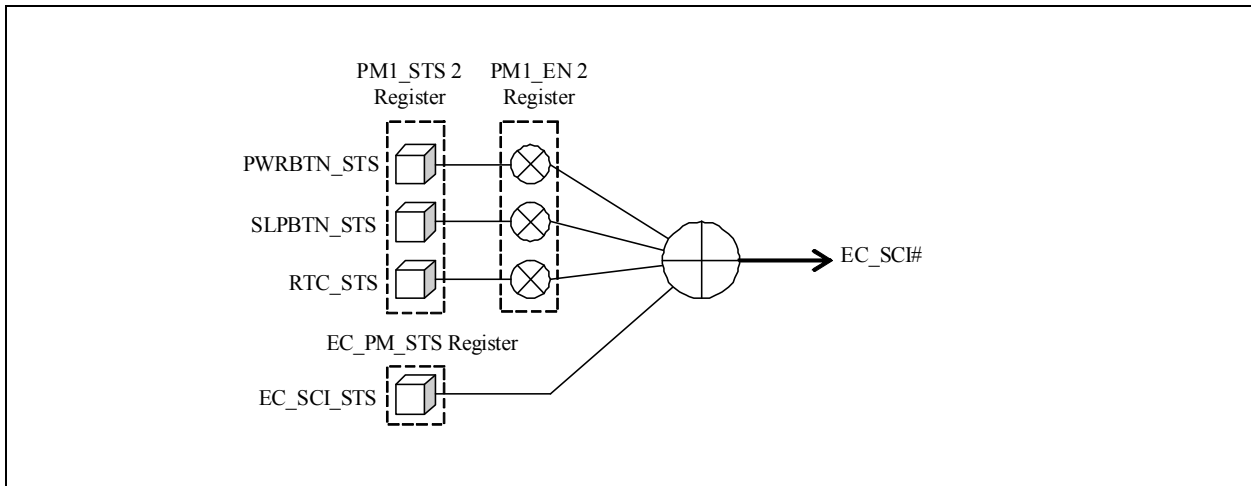 PM1_STS 2
Register
PM1_EN 2
Register
PWRBTN_STS
SLPBTN_STS
RTC_STS
EC_SCI#
EC_PM_STS Register
EC_SCI_STS